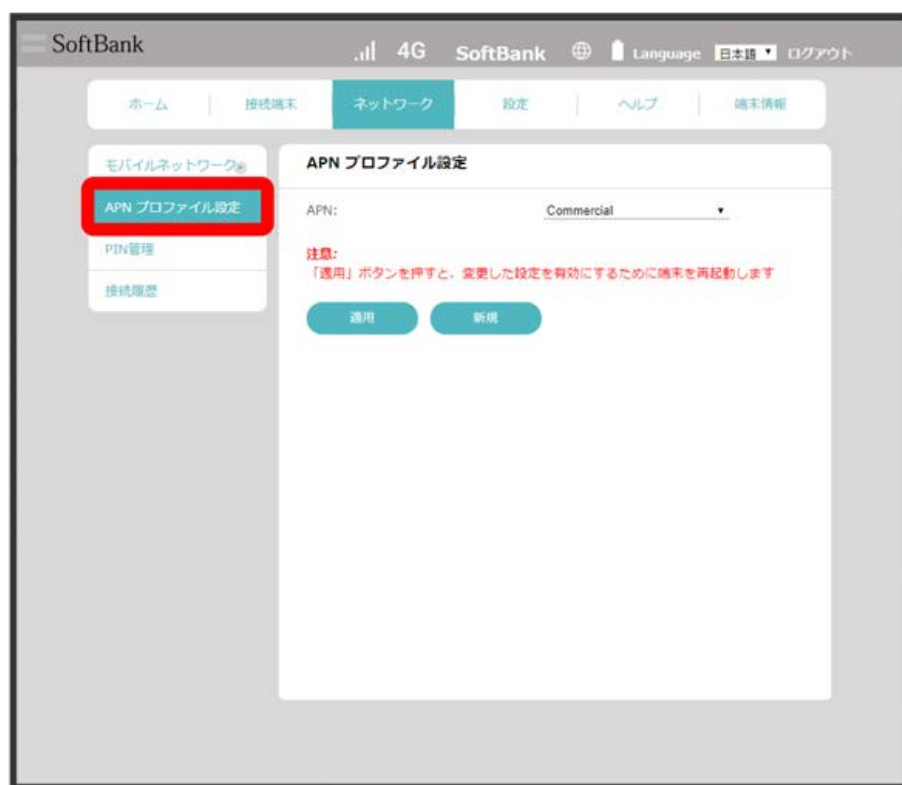 SoftBank
4G SoftBank Language 日本語 ログアウト
ホーム 接続端末 ネットワーク 設定 ヘルプ 端末情報
モバイルネットワーク
APN プロファイル設定
PIN管理
接続履歴
APN プロファイル設定
APN: Commercial
注意:
「適用」ボタンを押すと、変更した設定を有効にするために端末を再起動します
適用 新規